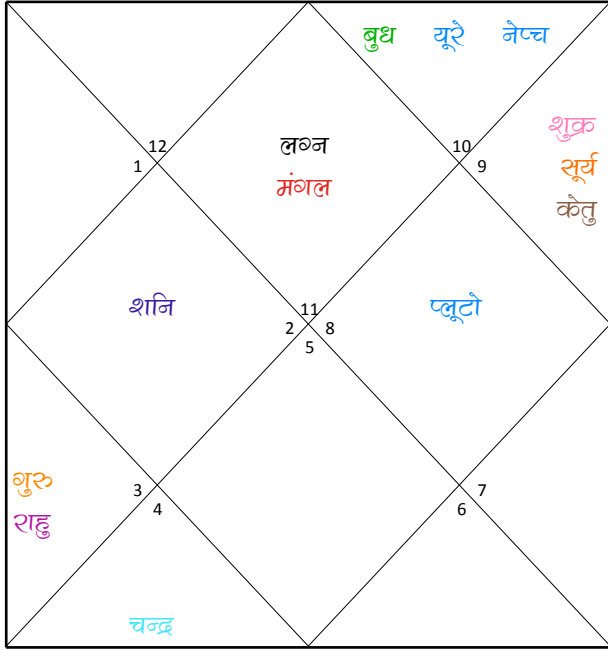 बुध यूरे नेप्च
शुक्र
12 लग्न 10
1 मंगल 9 सूर्य
केतु
शनि 11 प्लूटो
2 8
5
गुरु 3 7
राहु 4 6
चन्द्र